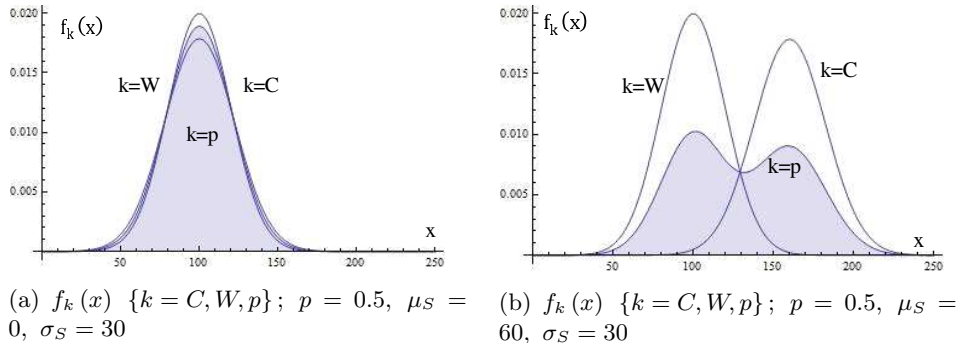 0.020
f_k(x)
0.015
k=W
k=C
0.010
k=p
0.005
x
50 100 150 200 250
(a) f_k (x) {k = C, W, p}; p = 0.5, μ_S =
0, σ_S = 30
0.020
f_k(x)
k=C
0.015
k=W
0.010
k=p
0.005
x
50 100 150 200 250
(b) f_k (x) {k = C, W, p}; p = 0.5, μ_S =
60, σ_S = 30